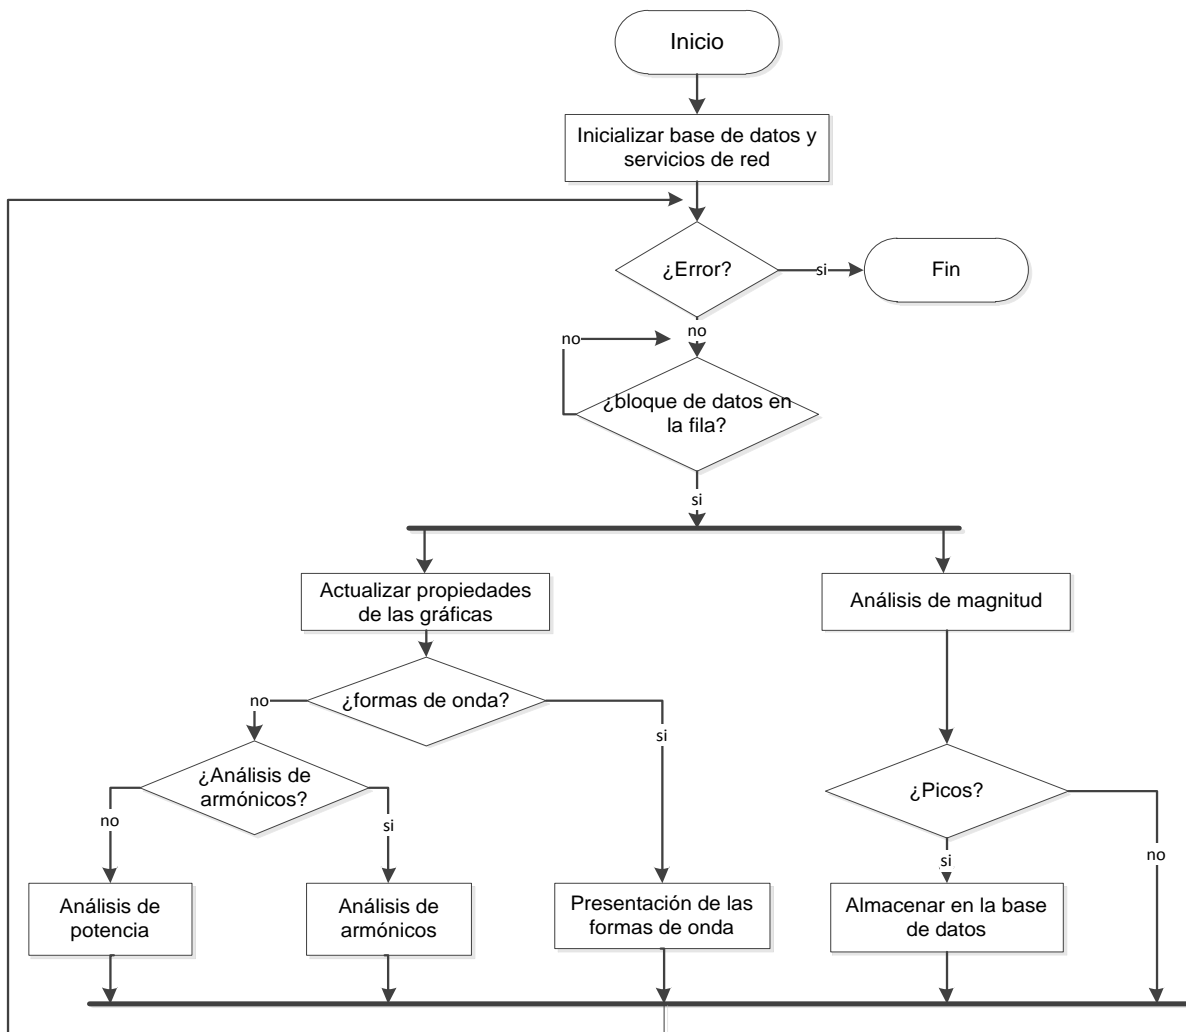 Inicio
Inicializar base de datos y
servicios de red
¿Error?
si
Fin
no
no
¿bloque de datos en
la fila?
si
Actualizar propiedades
de las gráficas
Análisis de magnitud
¿formas de onda?
no
si
¿Análisis de
armónicos?
¿Picos?
no
si
si
no
Análisis de
potencia
Análisis de
armónicos
Presentación de las
formas de onda
Almacenar en la base
de datos